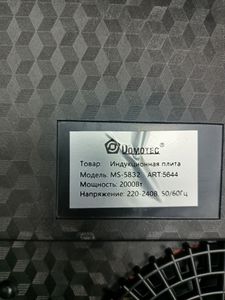 DOMOTEC
Товар: Индукционная плита
Модель: MS-5832 ART:5644
Мощность: 2000Вт
Напряжение: 220-240В, 50/60Гц